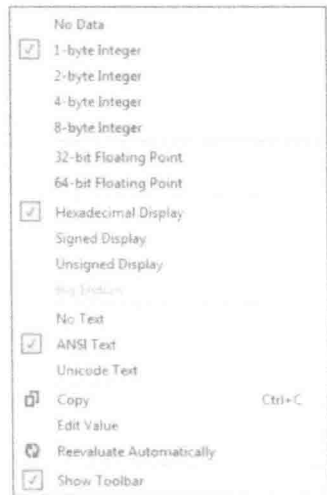 No Data
1-byte Integer
2-byte Integer
4-byte Integer
8-byte Integer
32-bit Floating Point
64-bit Floating Point
Hexadecimal Display
Signed Display
Unsigned Display
Big Endian
No Text
ANSI Text
Unicode Text
Copy Ctrl+C
Edit Value
Reevaluate Automatically
Show Toolbar